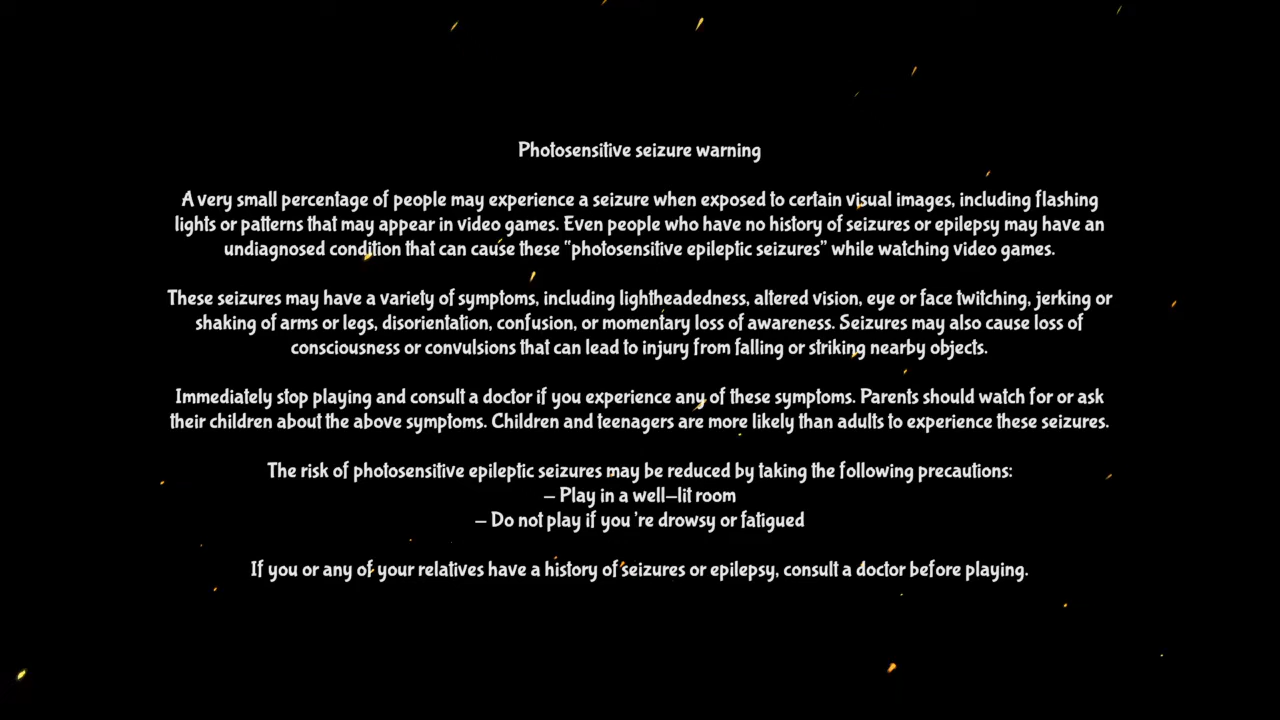 Photosensitive seizure warning
A very small percentage of people may experience a seizure when exposed to certain visual images, including flashing
lights or patterns that may appear in video games. Even people who have no history of seizures or epilepsy may have an
undiagnosed condition that can cause these "photosensitive epileptic seizures" while watching video games.
These seizures may have a variety of symptoms, including lightheadedness, altered vision, eye or face twitching, jerking or
shaking of arms or legs, disorientation, confusion, or momentary loss of awareness. Seizures may also cause loss of
consciousness or convulsions that can lead to injury from falling or striking nearby objects.
Immediately stop playing and consult a doctor if you experience any of these symptoms. Parents should watch for or ask
their children about the above symptoms. Children and teenagers are more likely than adults to experience these seizures.
The risk of photosensitive epileptic seizures may be reduced by taking the following precautions:
– Play in a well–lit room
– Do not play if you 're drowsy or fatigued
If you or any of your relatives have a history of seizures or epilepsy, consult a doctor before playing.